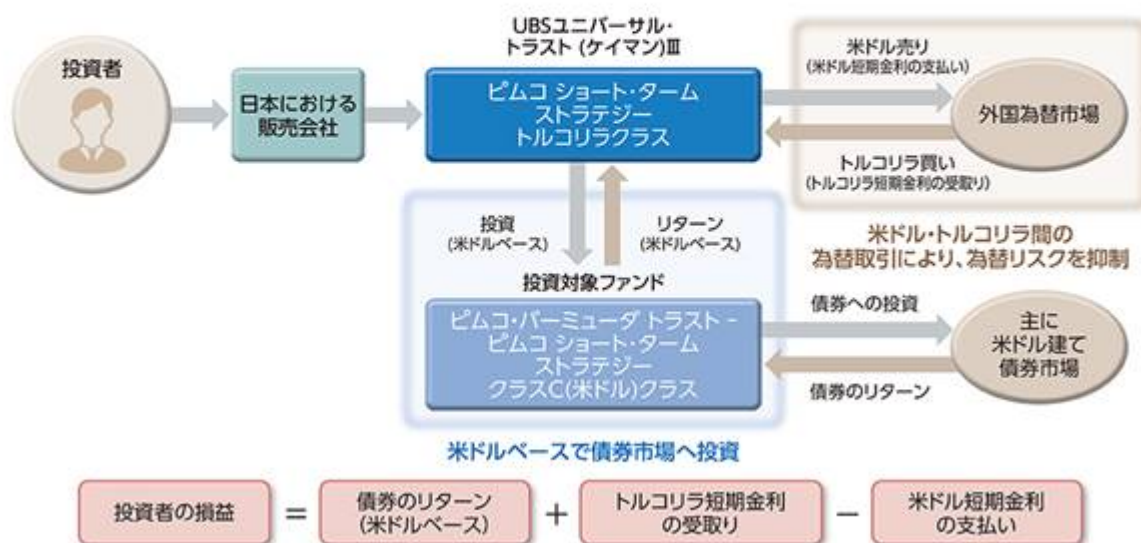 投資者
日本における
販売会社
UBSユニバーサル・
トラスト(ケイマン)III
ピムコ ショート・ターム
ストラテジー
トルコリラクラス
米ドル売り
(米ドル短期金利の支払い)
外国為替市場
トルコリラ買い
(トルコリラ短期金利の受取り)
米ドル・トルコリラ間の
為替取引により、為替リスクを抑制
投資
(米ドルベース)
リターン
(米ドルベース)
投資対象ファンド
ピムコ・バーミューダ トラスト -
ピムコ ショート・ターム
ストラテジー
クラスC(米ドル)クラス
債券への投資
主に
米ドル建て
債券市場
債券のリターン
米ドルベースで債券市場へ投資
投資者の損益
=
債券のリターン
(米ドルベース)
+
トルコリラ短期金利
の受取り
−
米ドル短期金利
の支払い